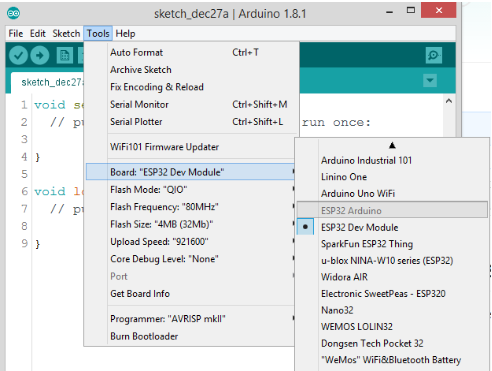 sketch_dec27a | Arduino 1.8.1
File Edit Sketch Tools Help
sketch_dec27a
1 void se
2 // pu run once:
3
4 }
5
6 void lo
7 // pu
8
9 }
Auto Format Ctrl+T
Archive Sketch
Fix Encoding & Reload
Serial Monitor Ctrl+Shift+M
Serial Plotter Ctrl+Shift+L
WiFi101 Firmware Updater
Board: "ESP32 Dev Module"
Flash Mode: "QIO"
Flash Frequency: "80MHz"
Flash Size: "4MB (32Mb)"
Upload Speed: "921600"
Core Debug Level: "None"
Port
Get Board Info
Programmer: "AVRISP mkII"
Burn Bootloader
Arduino Industrial 101
Linino One
Arduino Uno WiFi
ESP32 Arduino
ESP32 Dev Module
SparkFun ESP32 Thing
u-blox NINA-W10 series (ESP32)
Widora AIR
Electronic SweetPeas - ESP320
Nano32
WEMOS LOLIN32
Dongsen Tech Pocket 32
"WeMos" WiFi&Bluetooth Battery